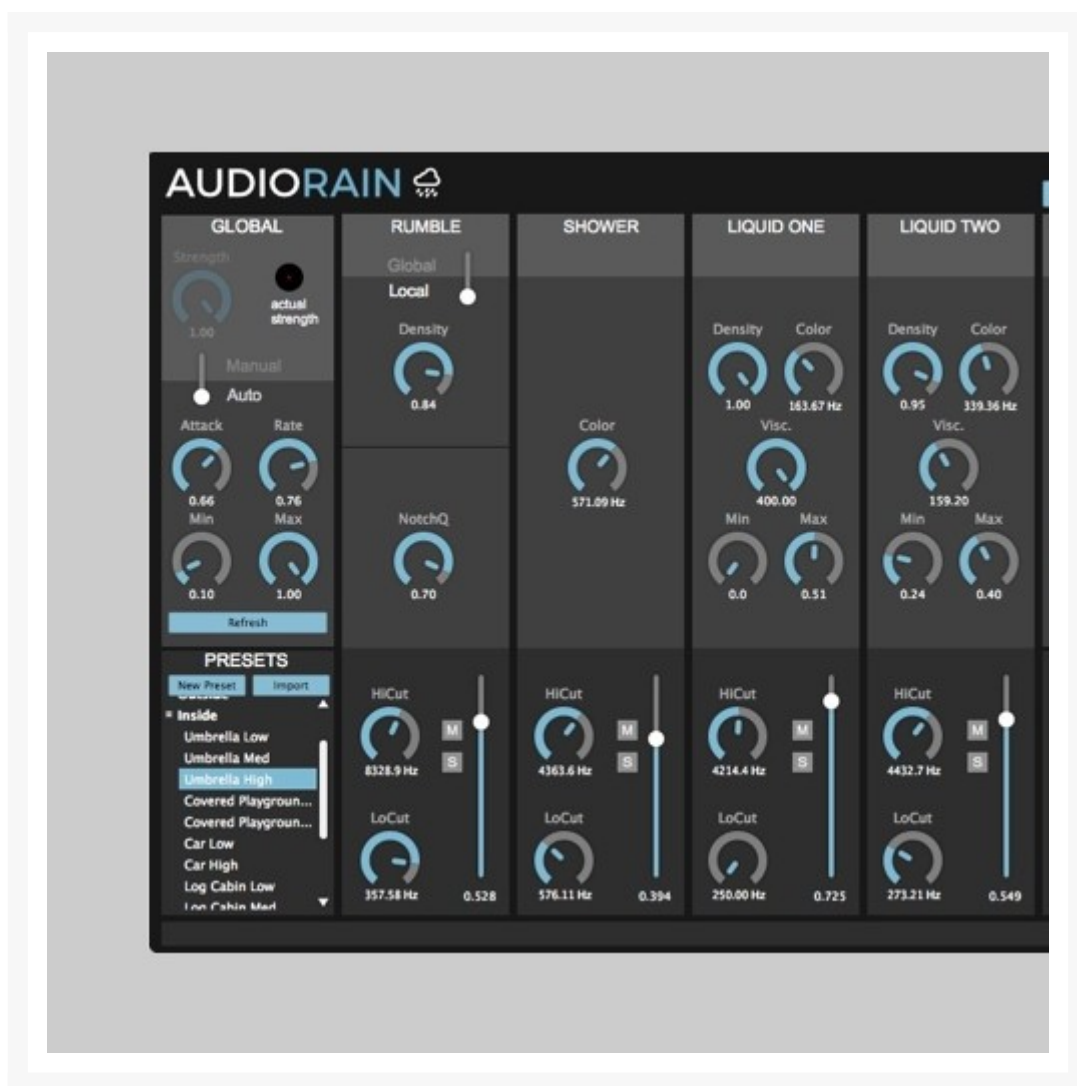 AUDIORAIN
GLOBAL
Strength
1.00
actual
strength
Manual
Auto
Attack Rate
0.66 0.76
Min Max
0.10 1.00
Refresh
PRESETS
New Preset Import
Outside
Inside
Umbrella Low
Umbrella Med
Umbrella High
Covered Playgroun...
Covered Playgroun...
Car Low
Car High
Log Cabin Low
Log Cabin Med
RUMBLE
Global
Local
Density
0.84
NotchQ
0.70
HiCut
M
S
8328.9 Hz
LoCut
357.58 Hz 0.528
SHOWER
Color
571.09 Hz
HiCut
M
S
4363.6 Hz
LoCut
576.11 Hz 0.394
LIQUID ONE
Density Color
1.00 163.67 Hz
Visc.
400.00
Min Max
0.0 0.51
HiCut
M
S
4214.4 Hz
LoCut
250.00 Hz 0.725
LIQUID TWO
Density Color
0.95 339.36 Hz
Visc.
159.20
Min Max
0.24 0.40
HiCut
M
S
4432.7 Hz
LoCut
273.21 Hz 0.549